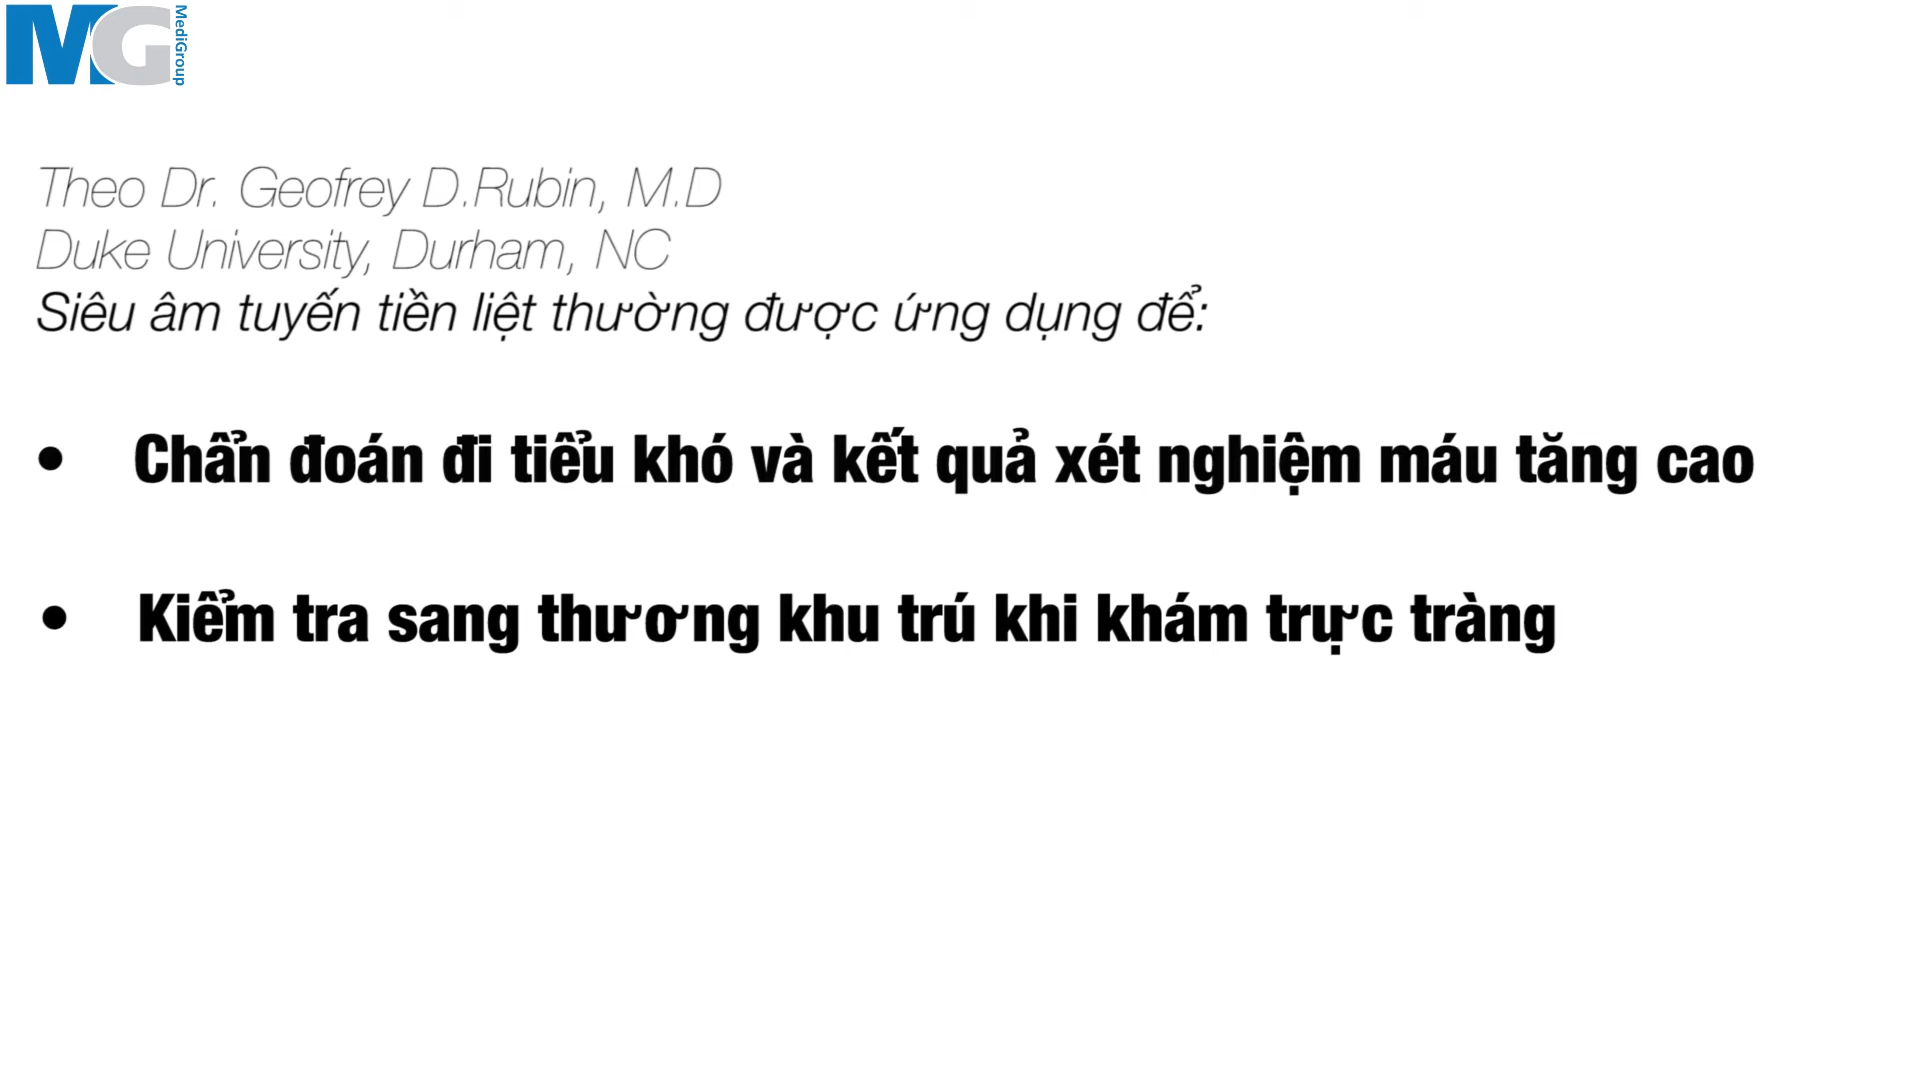 MG MediGroup
Theo Dr. Geofrey D.Rubin, M.D
Duke University, Durham, NC
Siêu âm tuyến tiền liệt thường được ứng dụng để:
• Chẩn đoán đi tiểu khó và kết quả xét nghiệm máu tăng cao
• Kiểm tra sang thương khu trú khi khám trực tràng